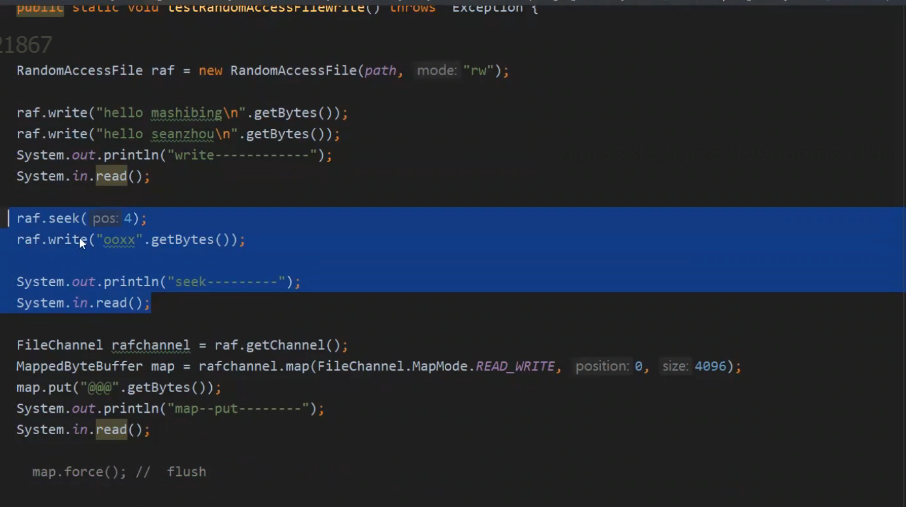 public static void testRandomAccessFileWrite() throws Exception {
21867
RandomAccessFile raf = new RandomAccessFile(path, mode: "rw");
raf.write("hello mashibing\n".getBytes());
raf.write("hello seanzhou\n".getBytes());
System.out.println("write------------");
System.in.read();
raf.seek( pos: 4);
raf.write("ooxx".getBytes());
System.out.println("seek---------");
System.in.read();
FileChannel rafchannel = raf.getChannel();
MappedByteBuffer map = rafchannel.map(FileChannel.MapMode.READ_WRITE, position: 0, size: 4096);
map.put("@@@".getBytes());
System.out.println("map--put--------");
System.in.read();
map.force(); // flush